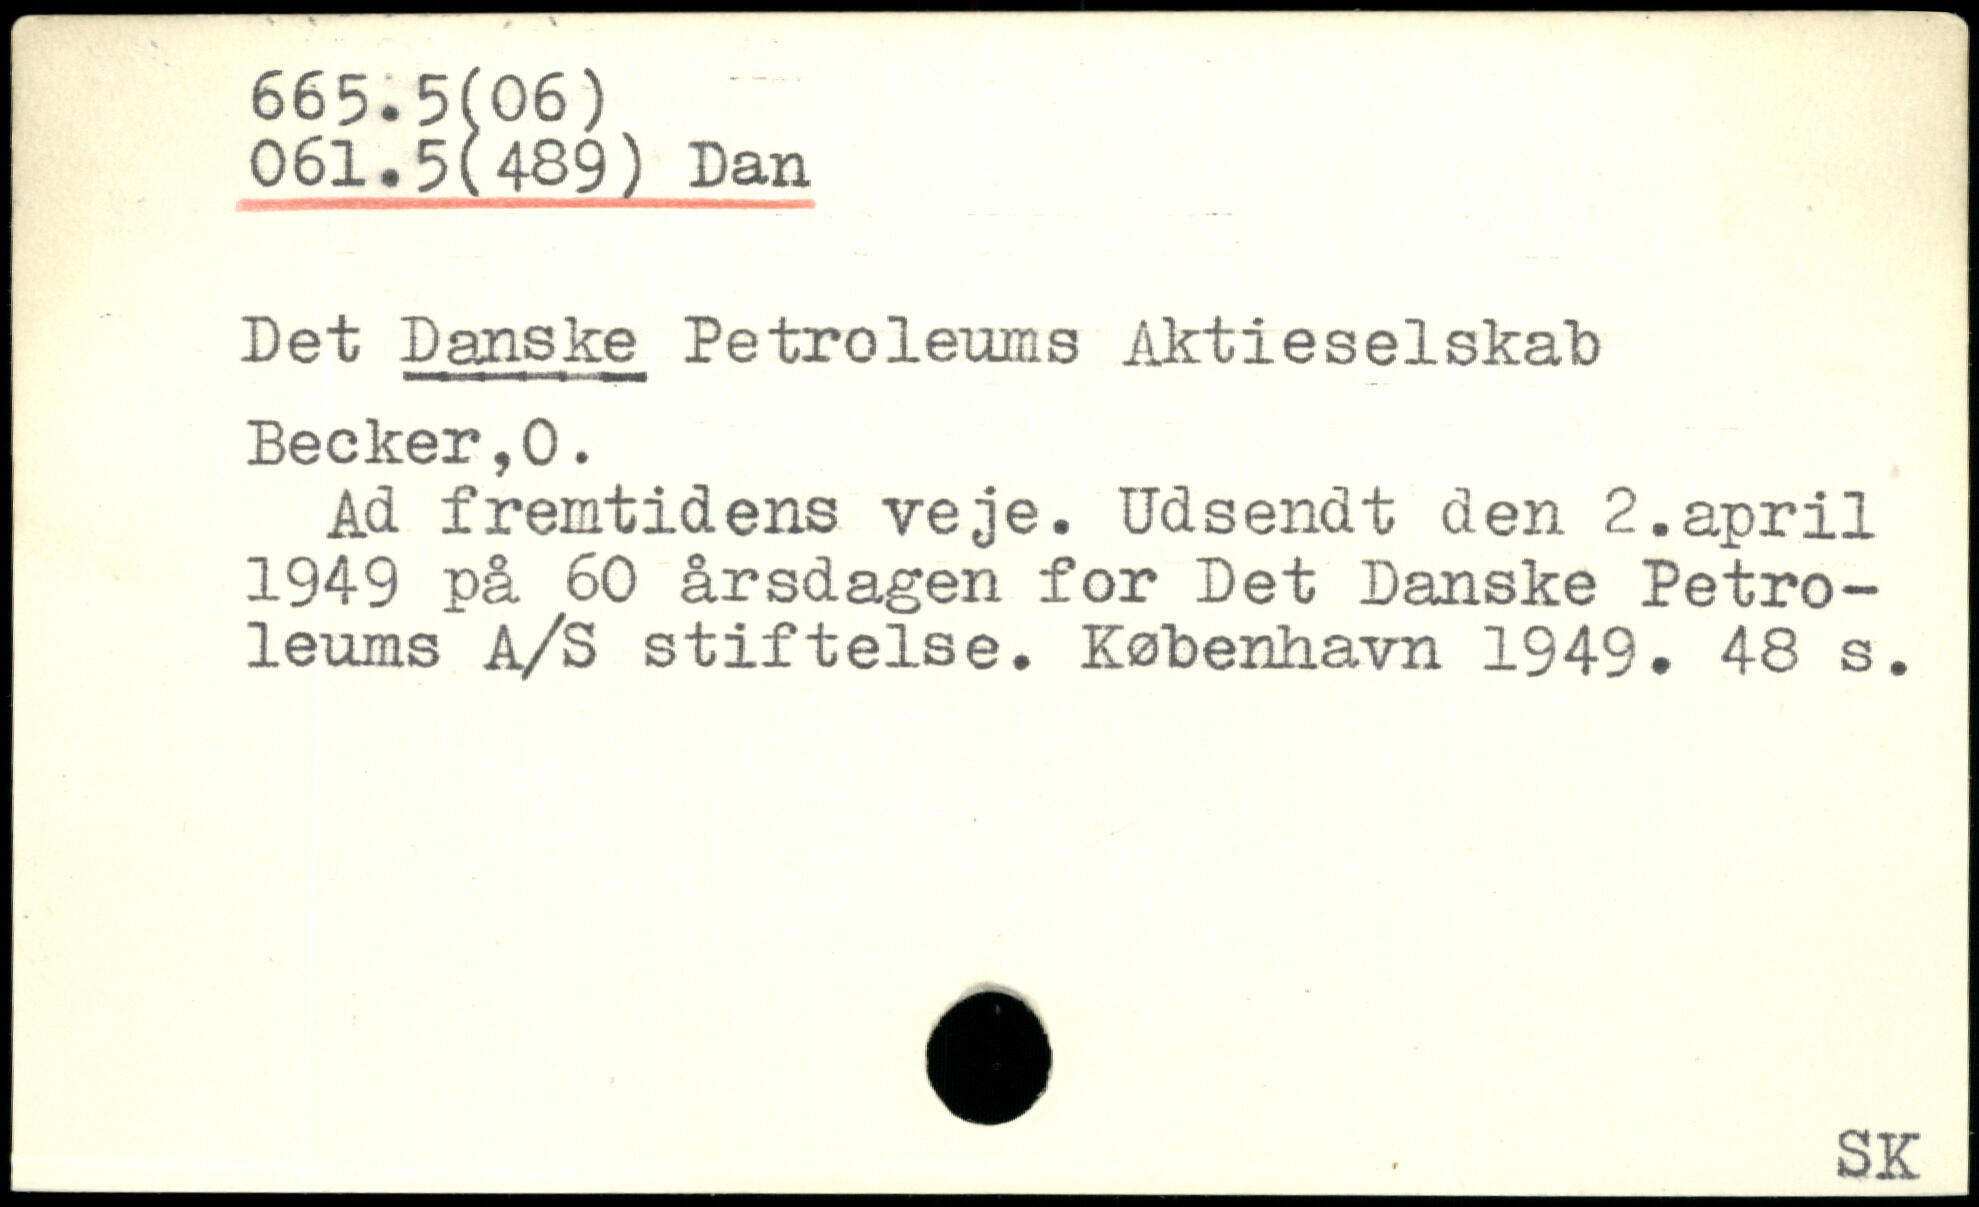 665.5(06)
061.5(489) Dan
Det Danske Petroleums Aktieselskab
Becker,O.
Ad fremtidens veje. Udsendt den 2.april
1949 på 60 årsdagen for Det Danske Petro-
leums A/S stiftelse. København 1949. 48 s.
SK